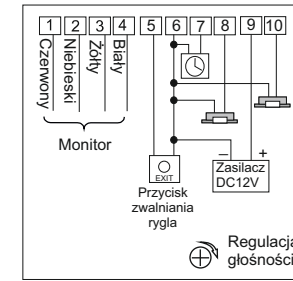 1 2 3 4 5 6 7 8 9 10
Czerwony
Niebieski
Żółty
Biały
Monitor
EXIT
Przycisk
zwalniania
rygla
– +
Zasilacz
DC12V
Regulacja
głośności